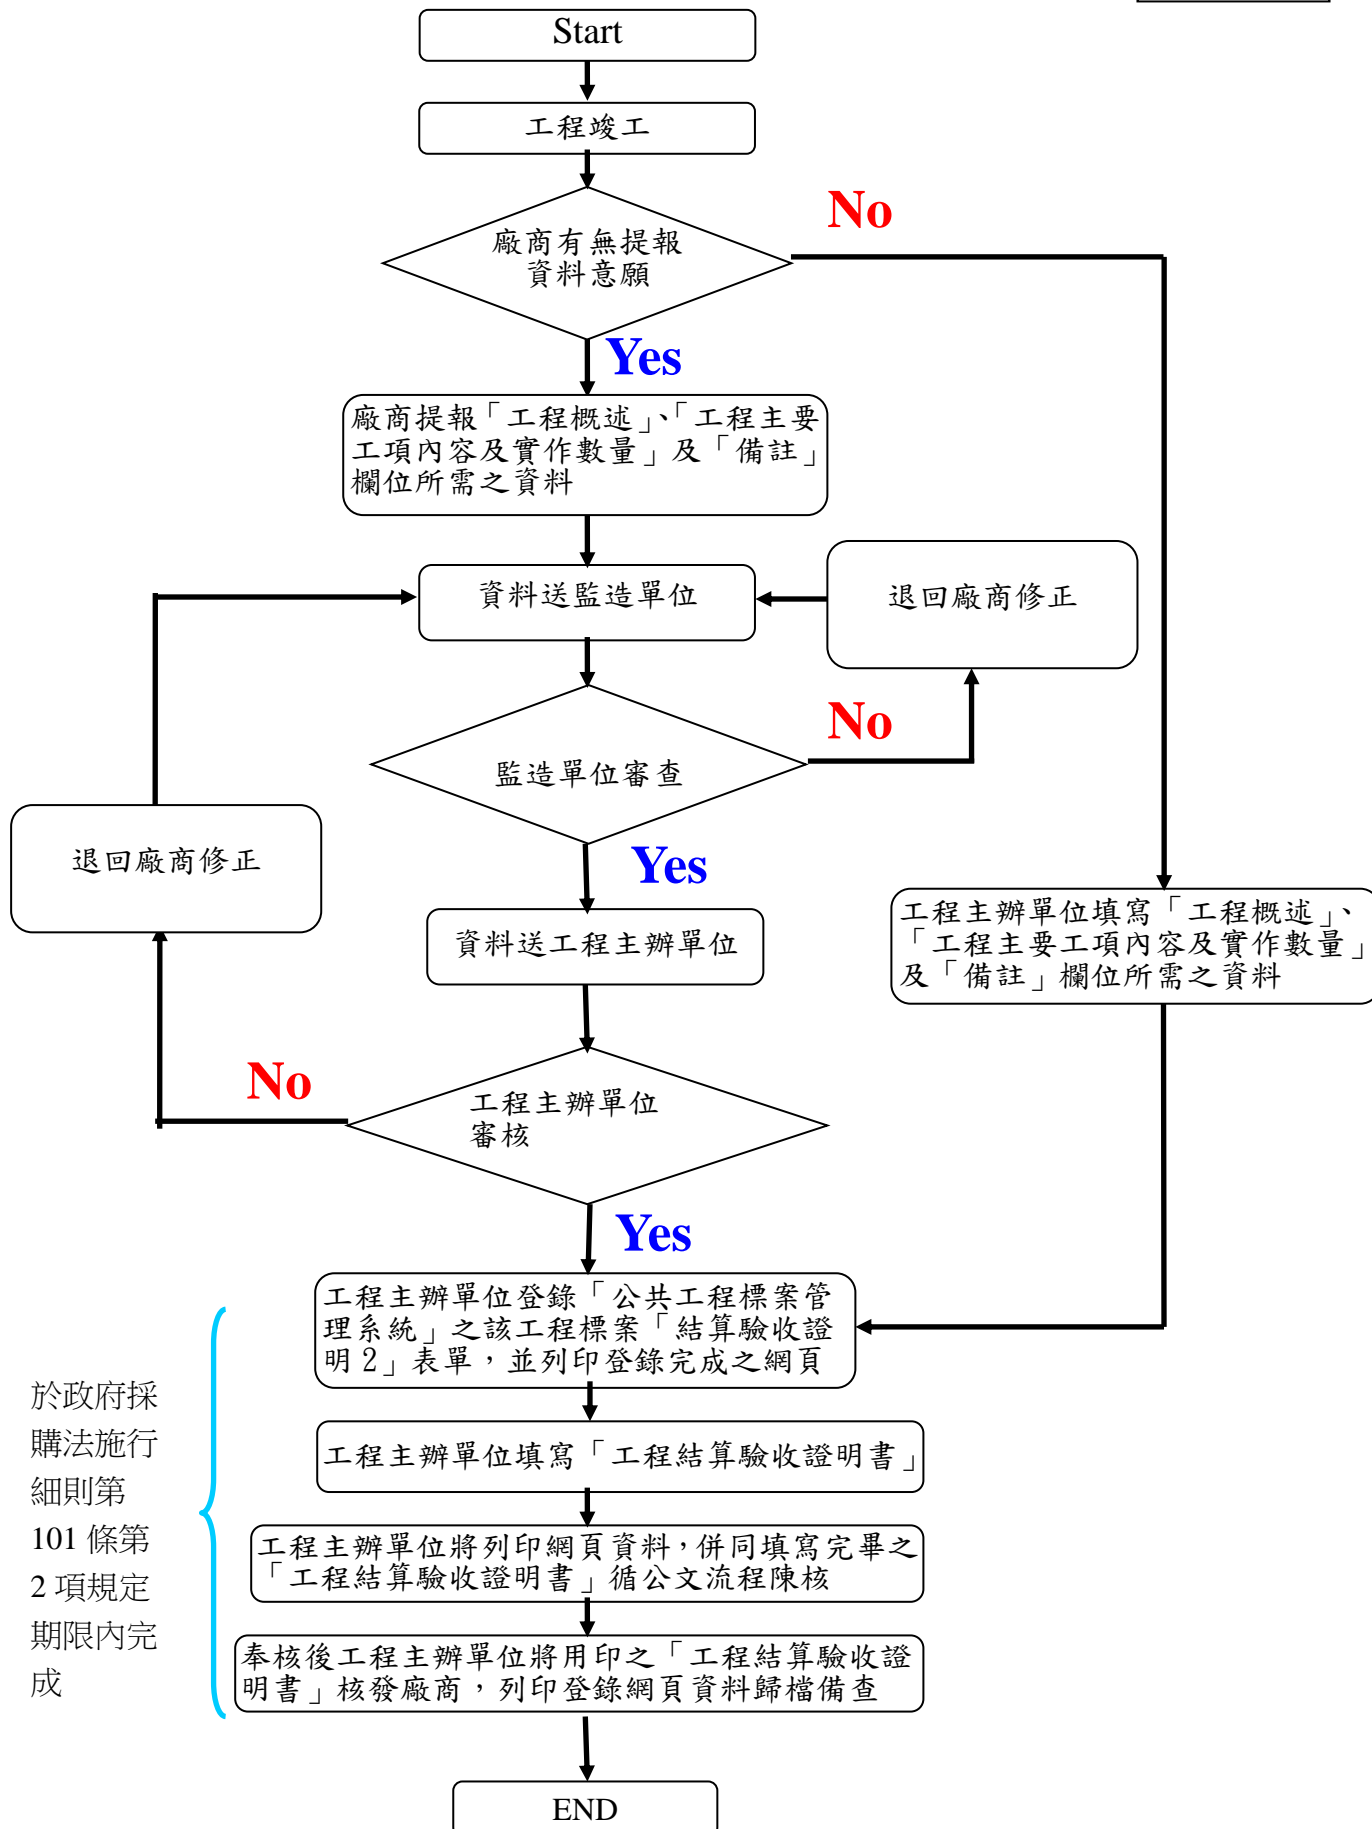 Start
工程竣工
廠商有無提報
資料意願
No
Yes
廠商提報「工程概述」、「工程主要
工項內容及實作數量」及「備註」
欄位所需之資料
資料送監造單位
退回廠商修正
監造單位審查
No
Yes
退回廠商修正
資料送工程主辦單位
工程主辦單位填寫「工程概述」、
「工程主要工項內容及實作數量」
及「備註」欄位所需之資料
工程主辦單位
審核
No
Yes
工程主辦單位登錄「公共工程標案管
理系統」之該工程標案「結算驗收證
明2」表單，並列印登錄完成之網頁
工程主辦單位填寫「工程結算驗收證明書」
工程主辦單位將列印網頁資料，併同填寫完畢之
「工程結算驗收證明書」循公文流程陳核
奉核後工程主辦單位將用印之「工程結算驗收證
明書」核發廠商，列印登錄網頁資料歸檔備查
於政府採
購法施行
細則第
101 條第
2 項規定
期限內完
成
END